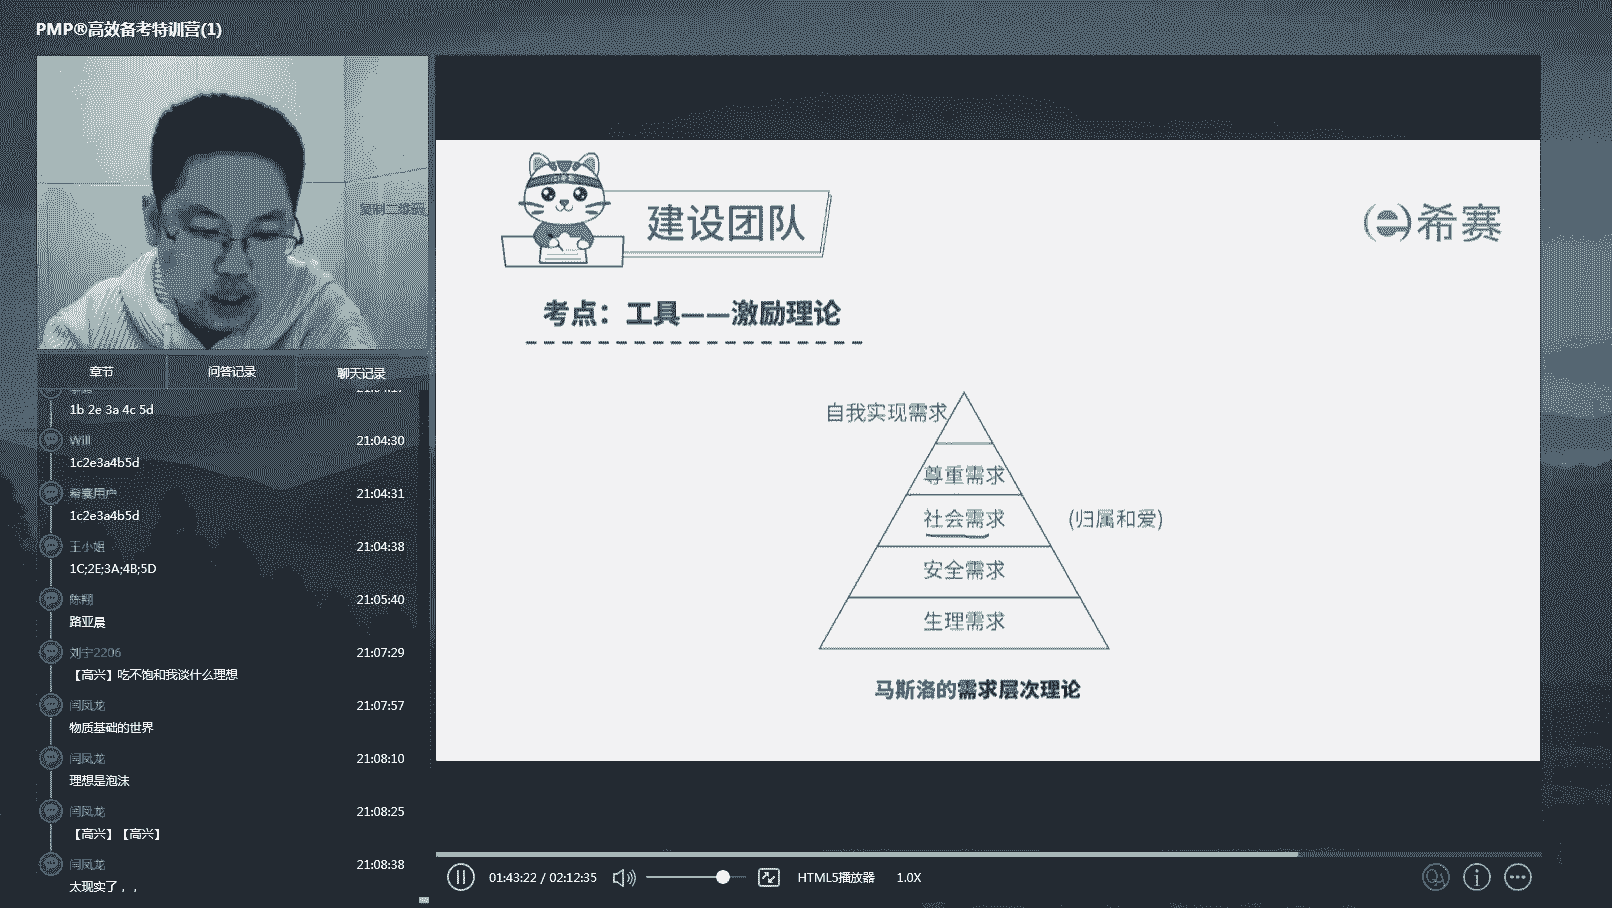 PMP®高效备考特训营(1)
章节
问答记录
聊天记录
1b 2e 3a 4c 5d
Will
21:04:30
1c2e3a4b5d
希赛用户
21:04:31
1c2e3a4b5d
王小姐
21:04:38
1C;2E;3A;4B;5D
陈翔
21:05:40
路亚晨
刘宁2206
21:07:29
【高兴】吃不饱和我谈什么理想
闫凤龙
21:07:57
物质基础的世界
闫凤龙
21:08:10
理想是泡沫
闫凤龙
21:08:25
【高兴】【高兴】
闫凤龙
21:08:38
太现实了，，
建设团队
希赛
考点：工具——激励理论
自我实现需求
尊重需求
社会需求
(归属和爱)
安全需求
生理需求
马斯洛的需求层次理论
01:43:22 / 02:12:35
HTML5播放器
1.0X